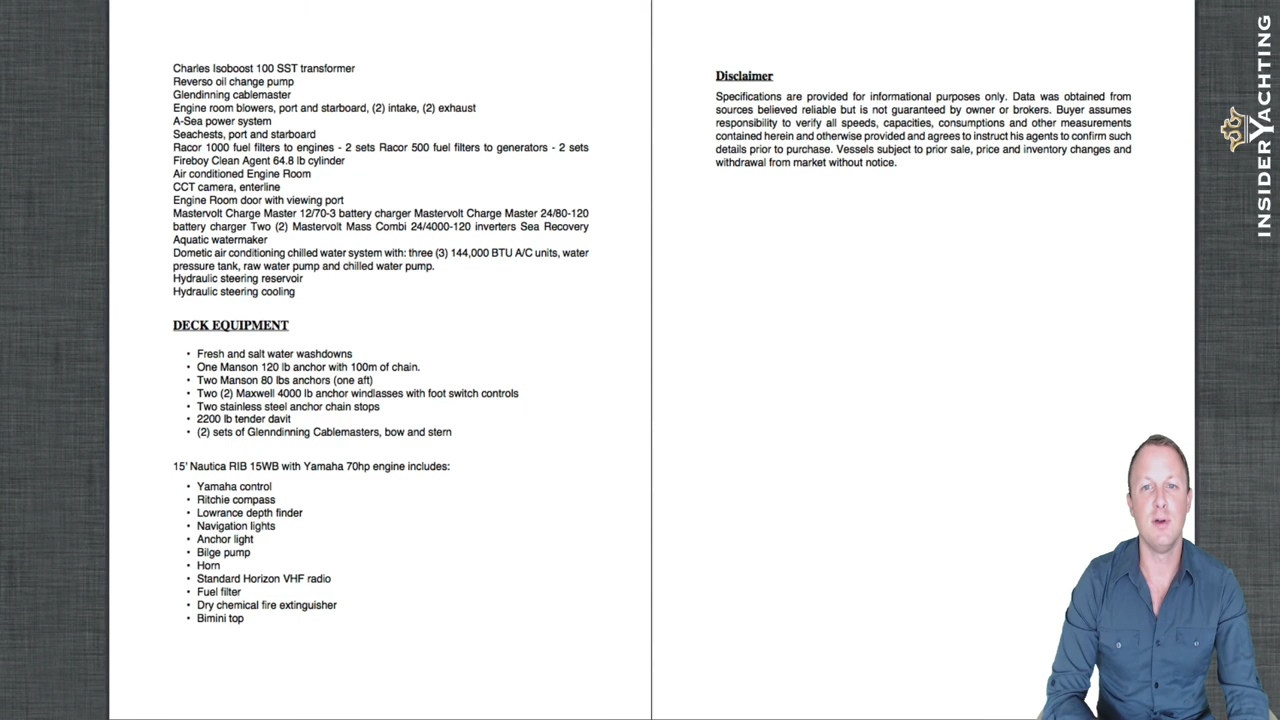 Charles Isoboost 100 SST transformer
Reverso oil change pump
Glendinning cablemaster
Engine room blowers, port and starboard, (2) intake, (2) exhaust
A-Sea power system
Seachests, port and starboard
Racor 1000 fuel filters to engines - 2 sets Racor 500 fuel filters to generators - 2 sets
Fireboy Clean Agent 64.8 lb cylinder
Air conditioned Engine Room
CCT camera, enterline
Engine Room door with viewing port
Mastervolt Charge Master 12/70-3 battery charger Mastervolt Charge Master 24/80-120
battery charger Two (2) Mastervolt Mass Combi 24/4000-120 inverters Sea Recovery
Aquatic watermaker
Dometic air conditioning chilled water system with: three (3) 144,000 BTU A/C units, water
pressure tank, raw water pump and chilled water pump.
Hydraulic steering reservoir
Hydraulic steering cooling
DECK EQUIPMENT
• Fresh and salt water washdowns
• One Manson 120 lb anchor with 100m of chain.
• Two Manson 80 lbs anchors (one aft)
• Two (2) Maxwell 4000 lb anchor windlasses with foot switch controls
• Two stainless steel anchor chain stops
• 2200 lb tender davit
• (2) sets of Glenndinning Cablemasters, bow and stern
15' Nautica RIB 15WB with Yamaha 70hp engine includes:
• Yamaha control
• Ritchie compass
• Lowrance depth finder
• Navigation lights
• Anchor light
• Bilge pump
• Horn
• Standard Horizon VHF radio
• Fuel filter
• Dry chemical fire extinguisher
• Bimini top
Disclaimer
Specifications are provided for informational purposes only. Data was obtained from
sources believed reliable but is not guaranteed by owner or brokers. Buyer assumes
responsibility to verify all speeds, capacities, consumptions and other measurements
contained herein and otherwise provided and agrees to instruct his agents to confirm such
details prior to purchase. Vessels subject to prior sale, price and inventory changes and
withdrawal from market without notice.
INSIDER YACHTING